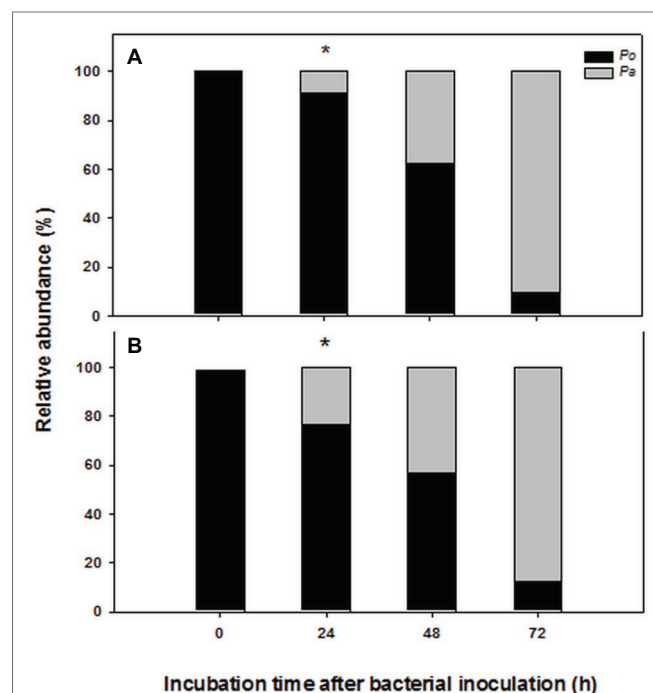 A
*
Po
Pa
100
80
60
40
20
0
B
*
100
80
60
40
20
0
0 24 48 72
Relative abundance (%)
Incubation time after bacterial inoculation (h)